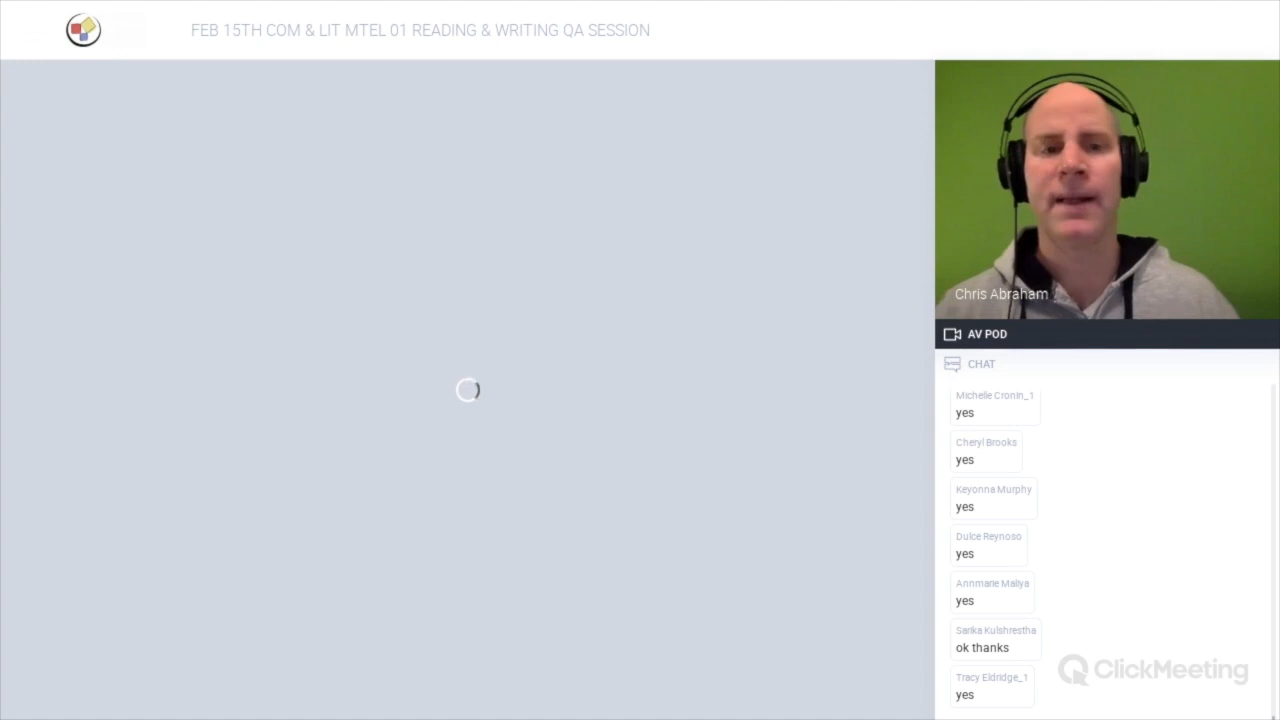 FEB 15TH COM & LIT MTEL 01 READING & WRITING QA SESSION
Chris Abraham
AV POD
CHAT
Michelle Cronin_1
yes
Cheryl Brooks
yes
Keyonna Murphy
yes
Dulce Reynoso
yes
Annmarie Maliya
yes
Sarika Kulshrestha
ok thanks
Tracy Eldridge_1
yes
ClickMeeting